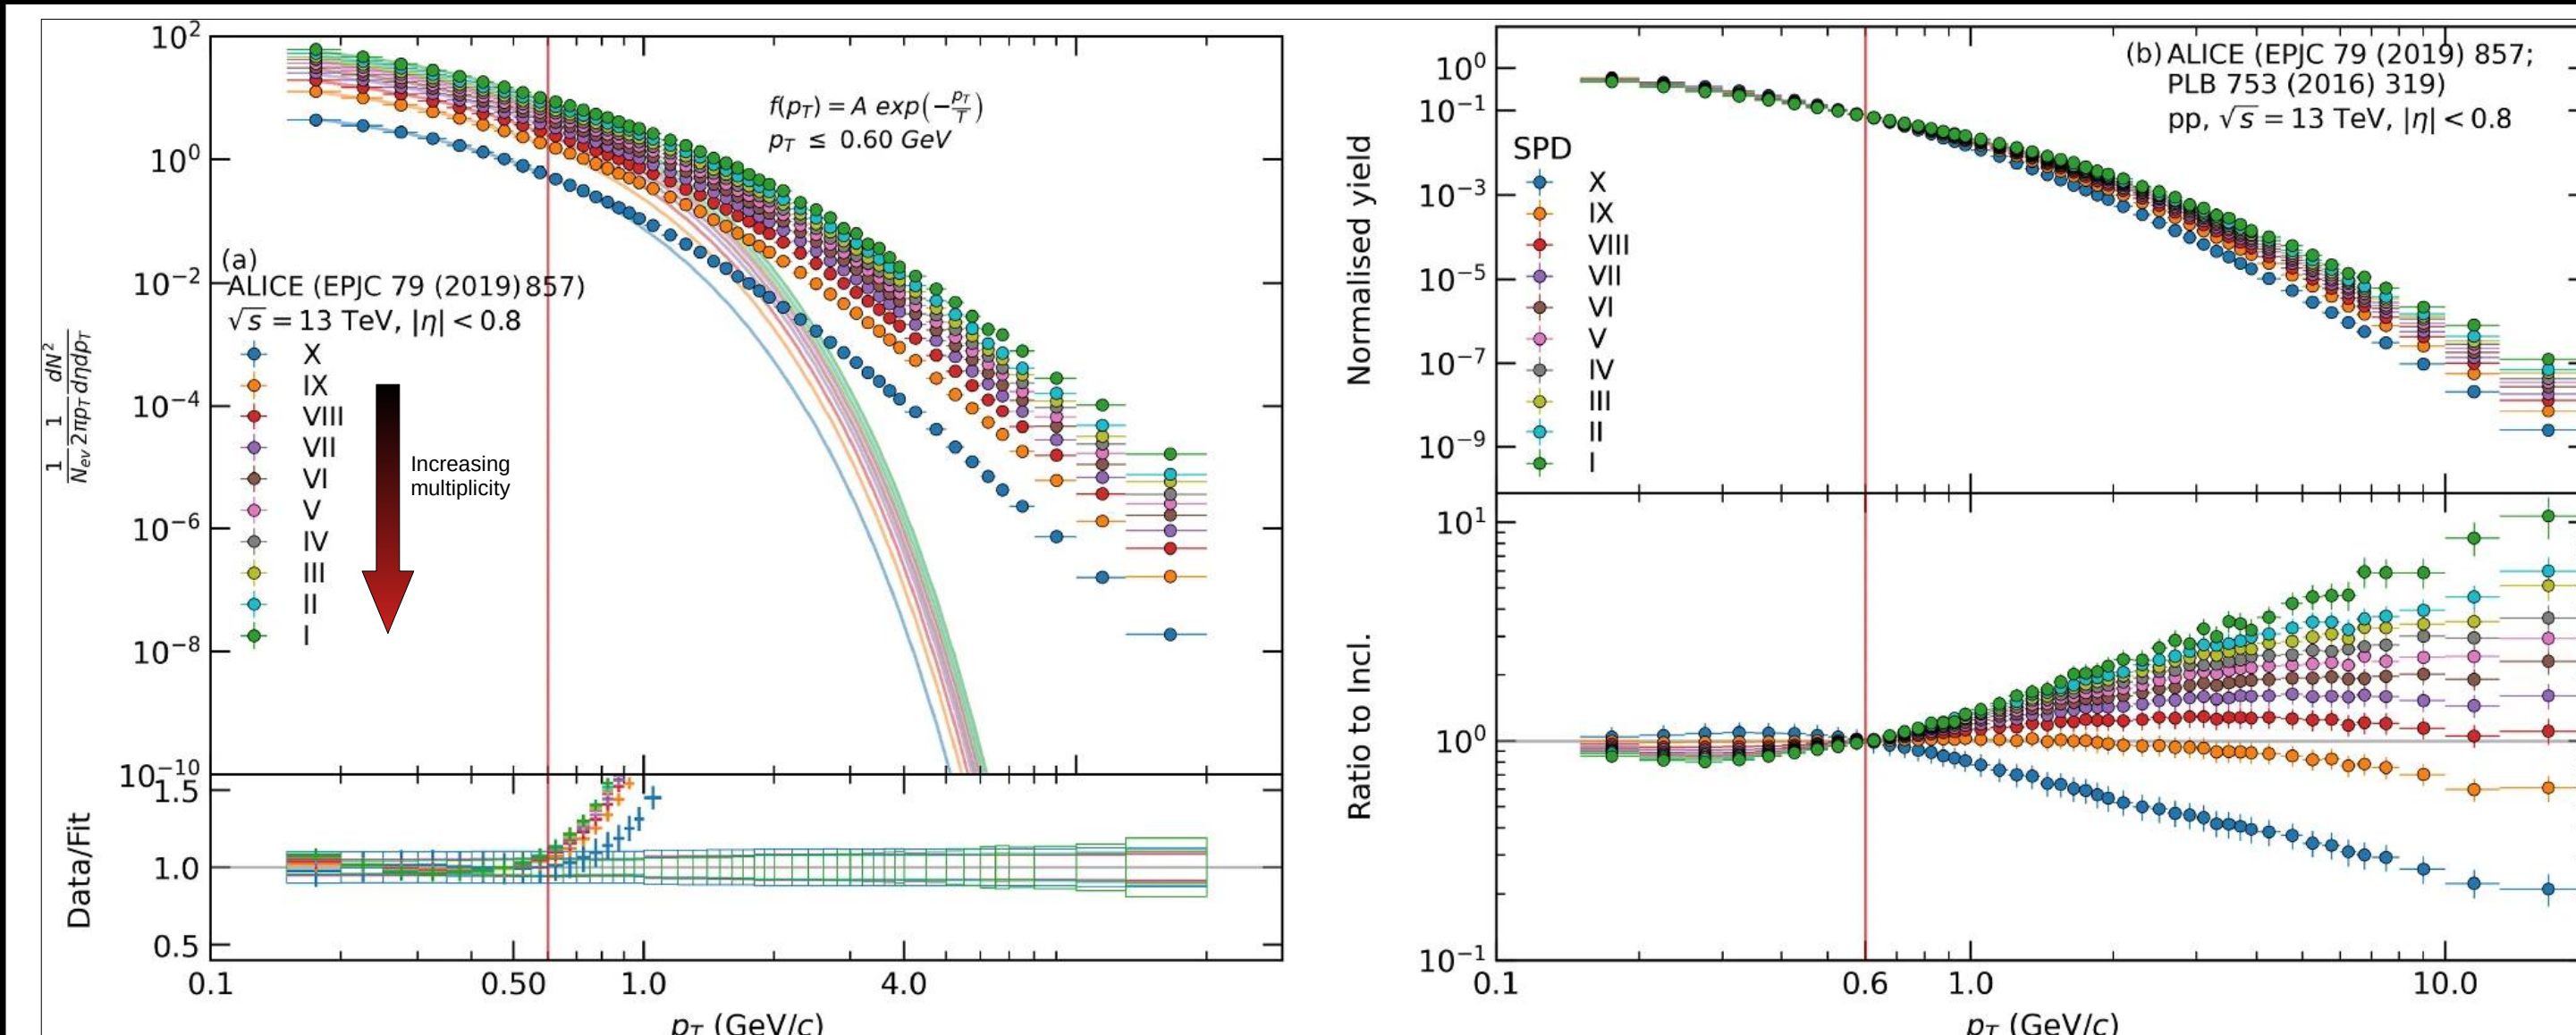 10²
10⁰
10⁻²
10⁻⁴
10⁻⁶
10⁻⁸
10⁻¹⁰
1/N_ev 1/2πp_T dN²/dηdp_T
f(p_T) = A exp(−p_T/T)
p_T ≤ 0.60 GeV
(a)
ALICE (EPJC 79 (2019) 857)
√s = 13 TeV, |η| < 0.8
X
IX
VIII
VII
VI
V
IV
III
II
I
Increasing
multiplicity
1.5
1.0
0.5
Data/Fit
0.1 0.50 1.0 4.0
p_T (GeV/c)
10⁰
10⁻¹
10⁻³
10⁻⁵
10⁻⁷
10⁻⁹
Normalised yield
(b) ALICE (EPJC 79 (2019) 857;
PLB 753 (2016) 319)
pp, √s = 13 TeV, |η| < 0.8
SPD
X
IX
VIII
VII
VI
V
IV
III
II
I
10¹
10⁰
10⁻¹
Ratio to Incl.
0.1 0.6 1.0 10.0
p_T (GeV/c)